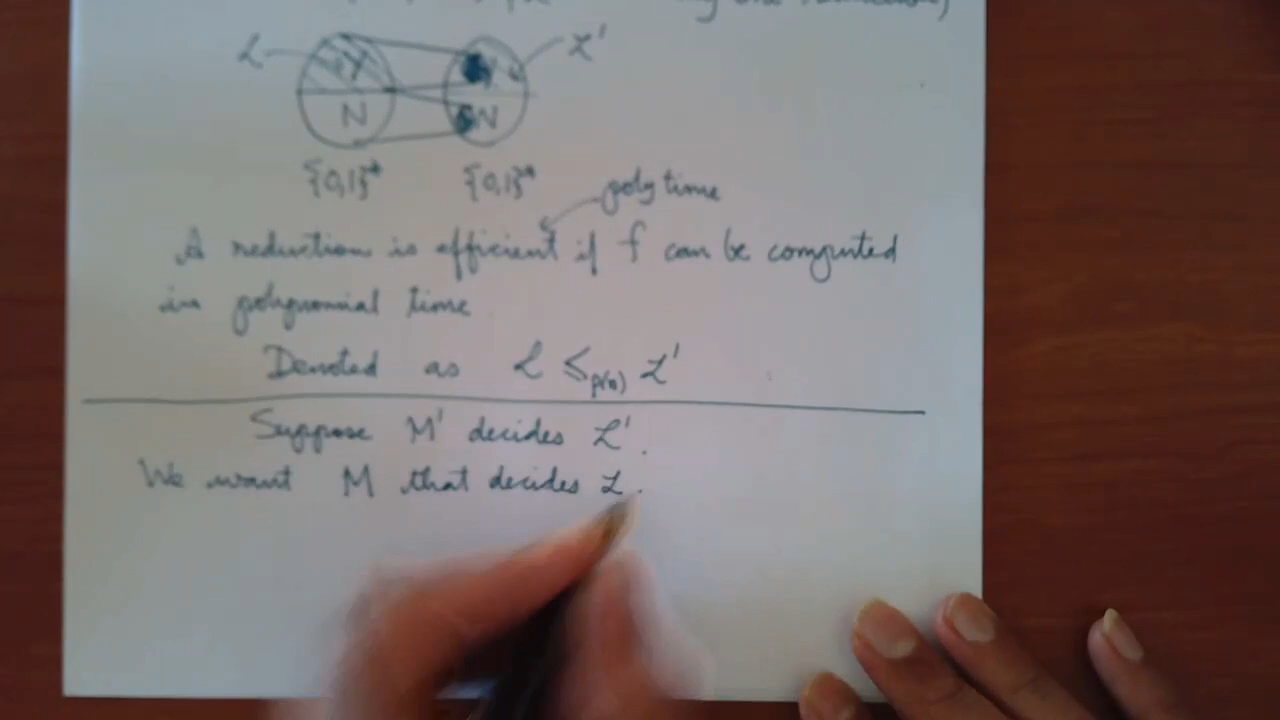 L L'
Y Y
N N
{0,1}* {0,1}*
poly time
A reduction is efficient if f can be computed
in polynomial time
Denoted as L ≤p(n) L'
Suppose M' decides L'.
We want M that decides L.